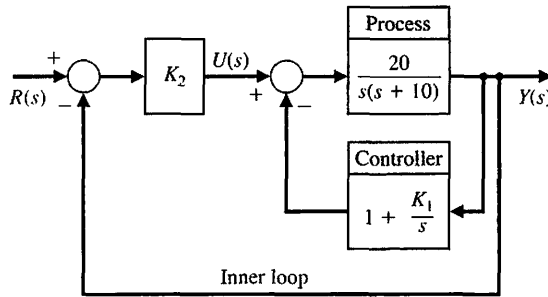 Process
+
K₂
U(s)
20
s(s + 10)
R(s)
−
+
−
Y(s)
Controller
1 + K₁/s
Inner loop